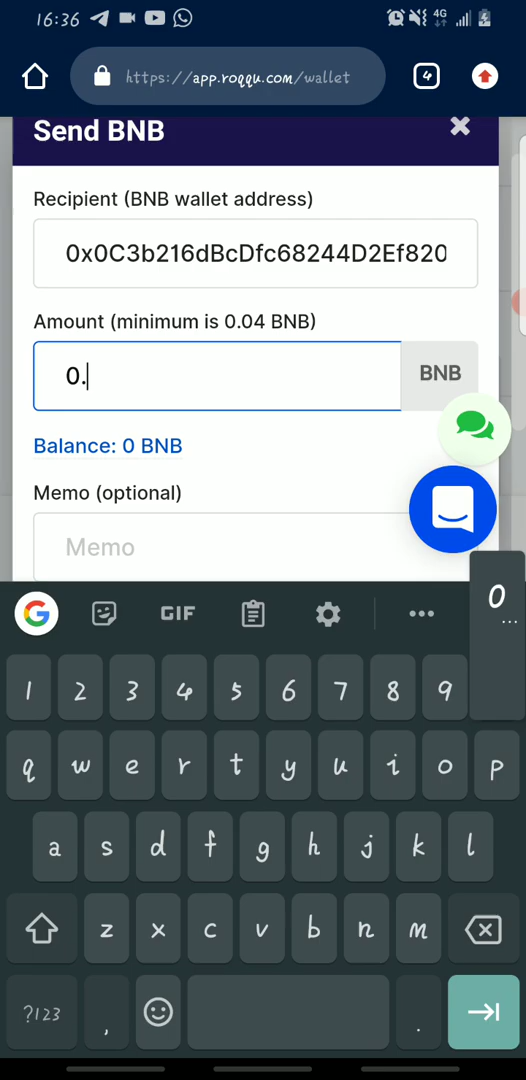 16:36
4G
https://app.roqqu.com/wallet
4
Send BNB
Recipient (BNB wallet address)
0x0C3b216dBcDfc68244D2Ef820
Amount (minimum is 0.04 BNB)
0.
BNB
Balance: 0 BNB
Memo (optional)
Memo
G
GIF
...
0
...
1 2 3 4 5 6 7 8 9
q w e r t y u i o p
a s d f g h j k l
z x c v b n m
?123 , .